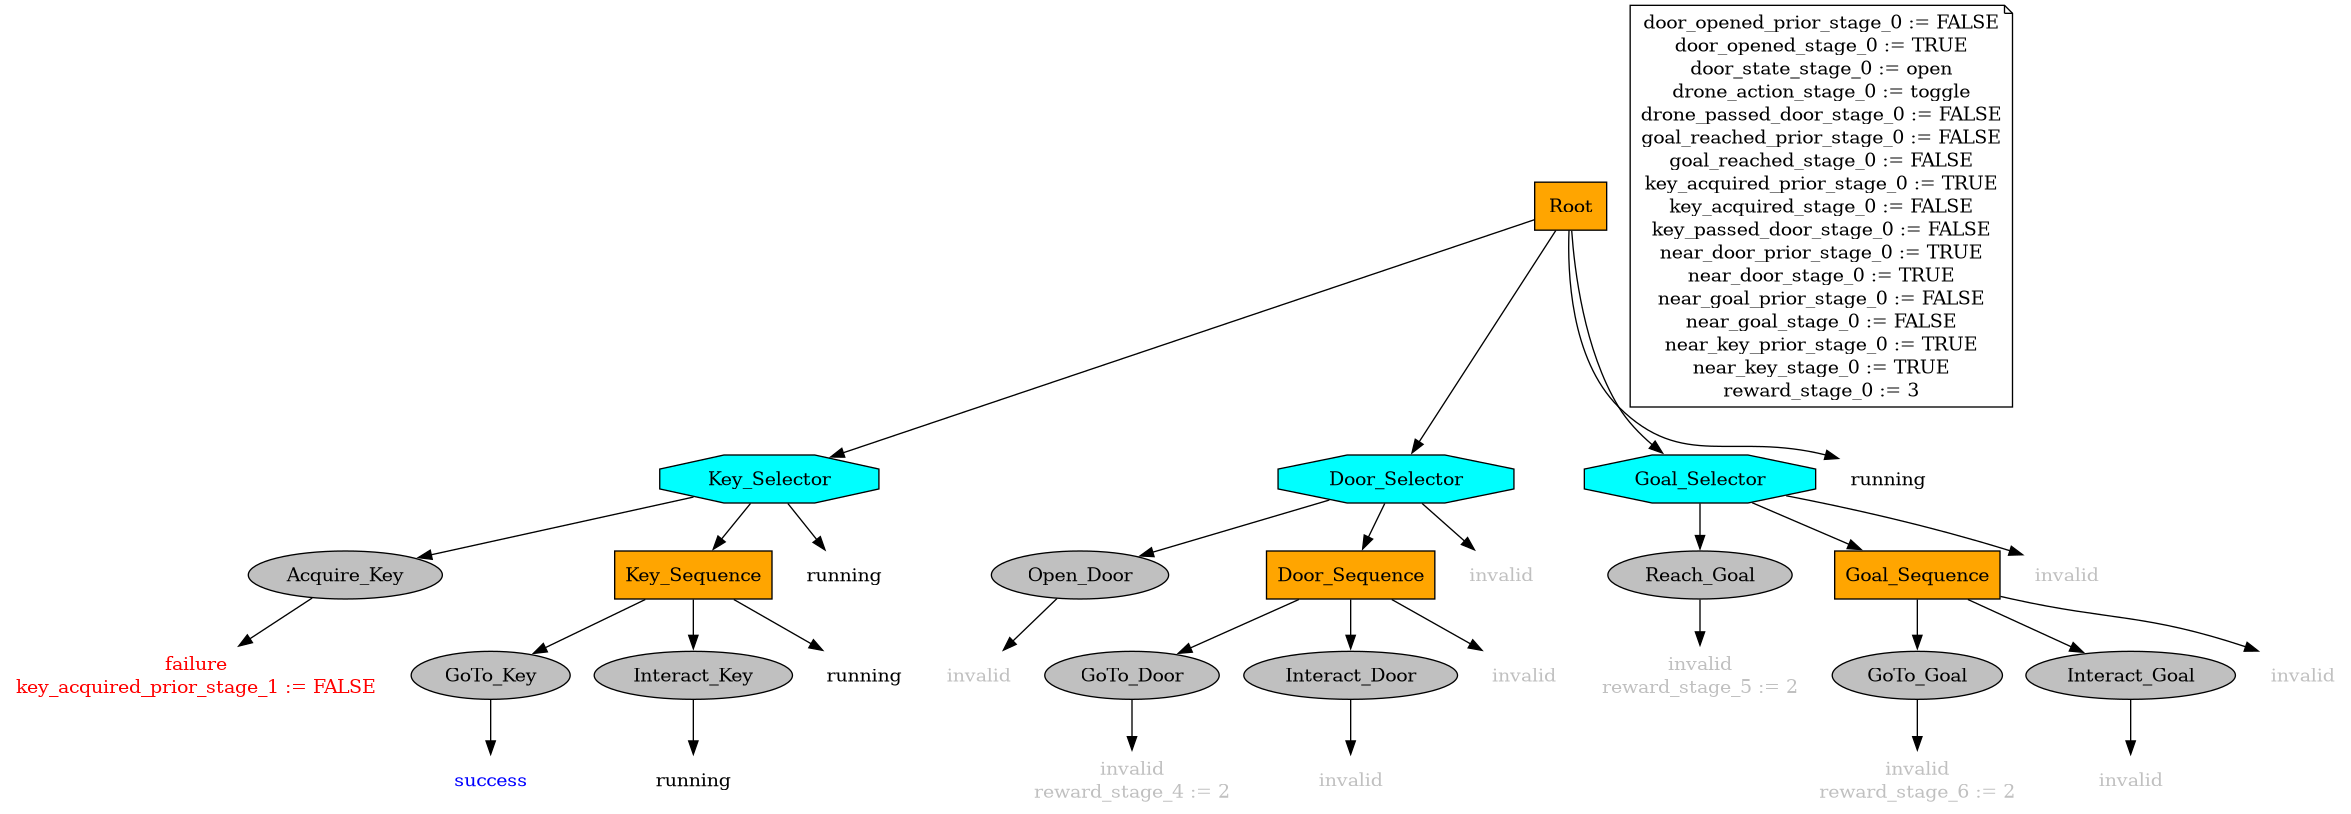 door_opened_prior_stage_0 := FALSE
door_opened_stage_0 := TRUE
door_state_stage_0 := open
drone_action_stage_0 := toggle
drone_passed_door_stage_0 := FALSE
goal_reached_prior_stage_0 := FALSE
goal_reached_stage_0 := FALSE
key_acquired_prior_stage_0 := TRUE
key_acquired_stage_0 := FALSE
key_passed_door_stage_0 := FALSE
near_door_prior_stage_0 := TRUE
near_door_stage_0 := TRUE
near_goal_prior_stage_0 := FALSE
near_goal_stage_0 := FALSE
near_key_prior_stage_0 := TRUE
near_key_stage_0 := TRUE
reward_stage_0 := 3
Root
Key_Selector
Door_Selector
Goal_Selector
running
Acquire_Key
Key_Sequence
running
Open_Door
Door_Sequence
invalid
Reach_Goal
Goal_Sequence
invalid
failure
key_acquired_prior_stage_1 := FALSE
GoTo_Key
Interact_Key
running
invalid
GoTo_Door
Interact_Door
invalid
invalid
reward_stage_5 := 2
GoTo_Goal
Interact_Goal
invalid
success
running
invalid
reward_stage_4 := 2
invalid
invalid
reward_stage_6 := 2
invalid